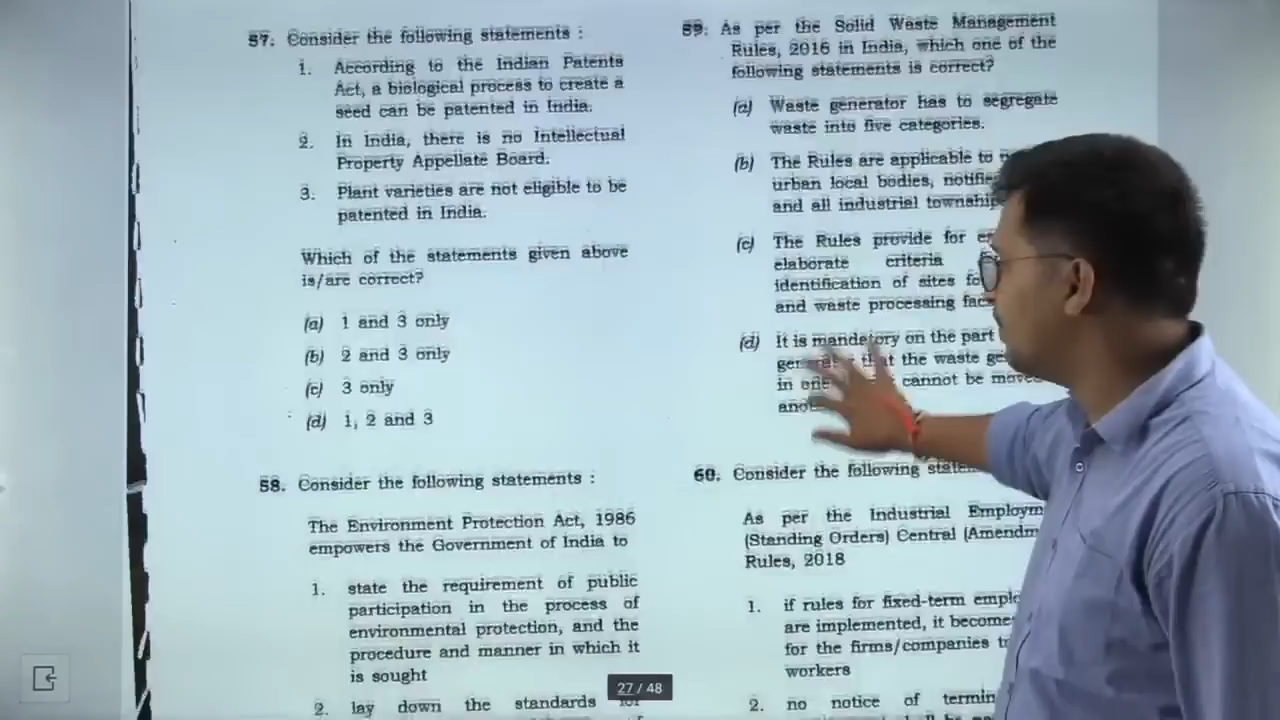 57. Consider the following statements :
1. According to the Indian Patents
Act, a biological process to create a
seed can be patented in India.
2. In India, there is no Intellectual
Property Appellate Board.
3. Plant varieties are not eligible to be
patented in India.
Which of the statements given above
is/are correct?
(a) 1 and 3 only
(b) 2 and 3 only
(c) 3 only
(d) 1, 2 and 3
58. Consider the following statements :
The Environment Protection Act, 1986
empowers the Government of India to
1. state the requirement of public
participation in the process of
environmental protection, and the
procedure and manner in which it
is sought
2. lay down the standards for
59. As per the Solid Waste Management
Rules, 2016 in India, which one of the
following statements is correct?
(a) Waste generator has to segregate
waste into five categories.
(b) The Rules are applicable to
urban local bodies,
and all industrial
(c) The Rules provide for
elaborate criteria
identification of sites
and waste processing
(d) It is mandatory on the part
that the waste
in one cannot be
60. Consider the following
As per the Industrial
(Standing Orders) Central
Rules, 2018
1. if rules for fixed-term
are implemented, it
for the firms/companies
workers
2. no notice of
27 / 48